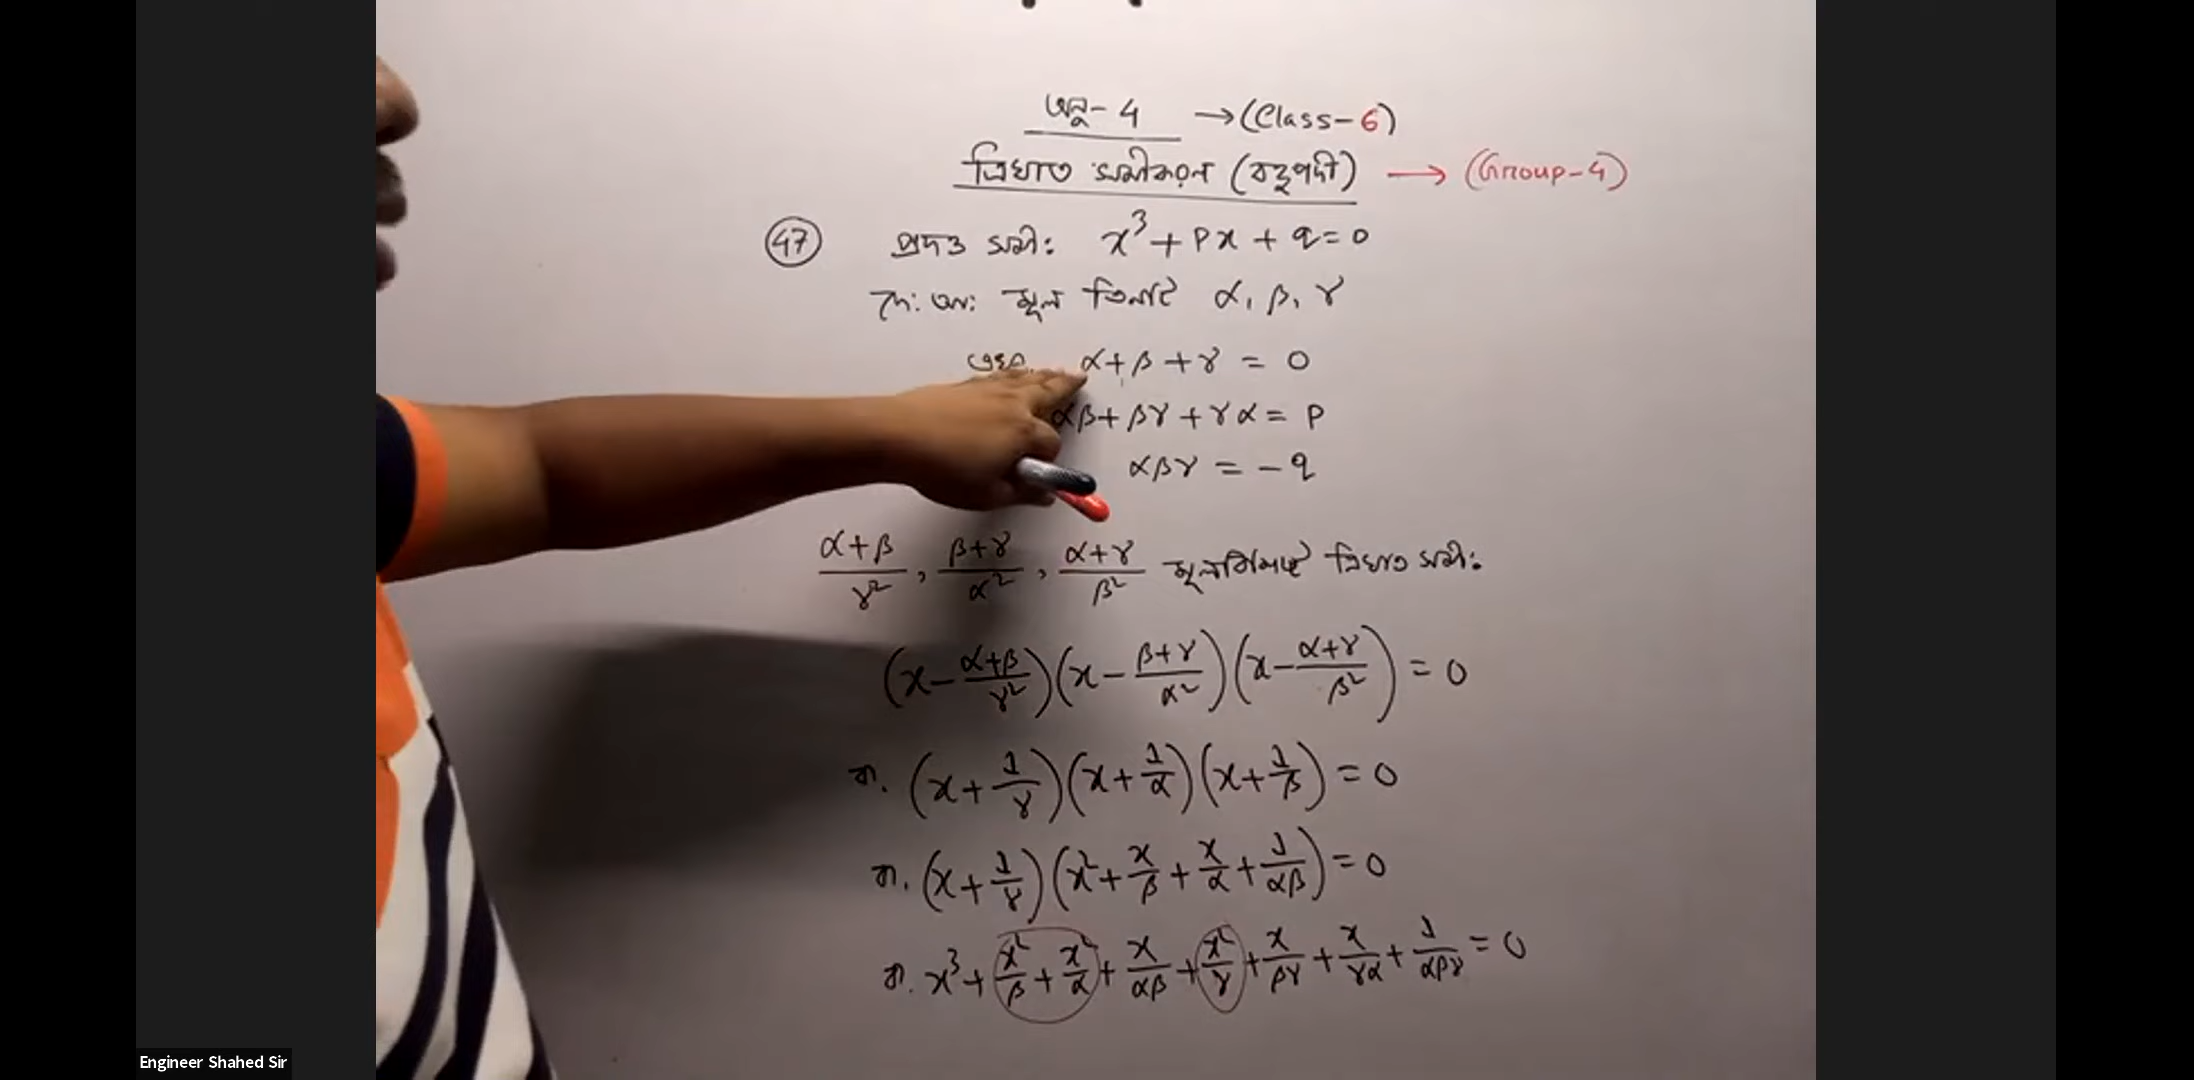 অনু- 4 → (Class-6)
ত্রিঘাত সমীকরণ (বহুপদী) → (Group-4)
47 প্রদত্ত সমী: x³ + px + q = 0
মূল তিনটি α, β, γ
α + β + γ = 0
αβ + βγ + γα = p
αβγ = -q
(α+β)/γ², (β+γ)/α², (α+γ)/β² মূলবিশিষ্ট ত্রিঘাত সমী:
(x - (α+β)/γ²)(x - (β+γ)/α²)(x - (α+γ)/β²) = 0
বা. (x + 1/γ)(x + 1/α)(x + 1/β) = 0
বা. (x + 1/γ)(x² + x/β + x/α + 1/αβ) = 0
বা. x³ + x²/β + x²/α + x/αβ + x²/γ + x/βγ + x/γα + 1/αβγ = 0
Engineer Shahed Sir